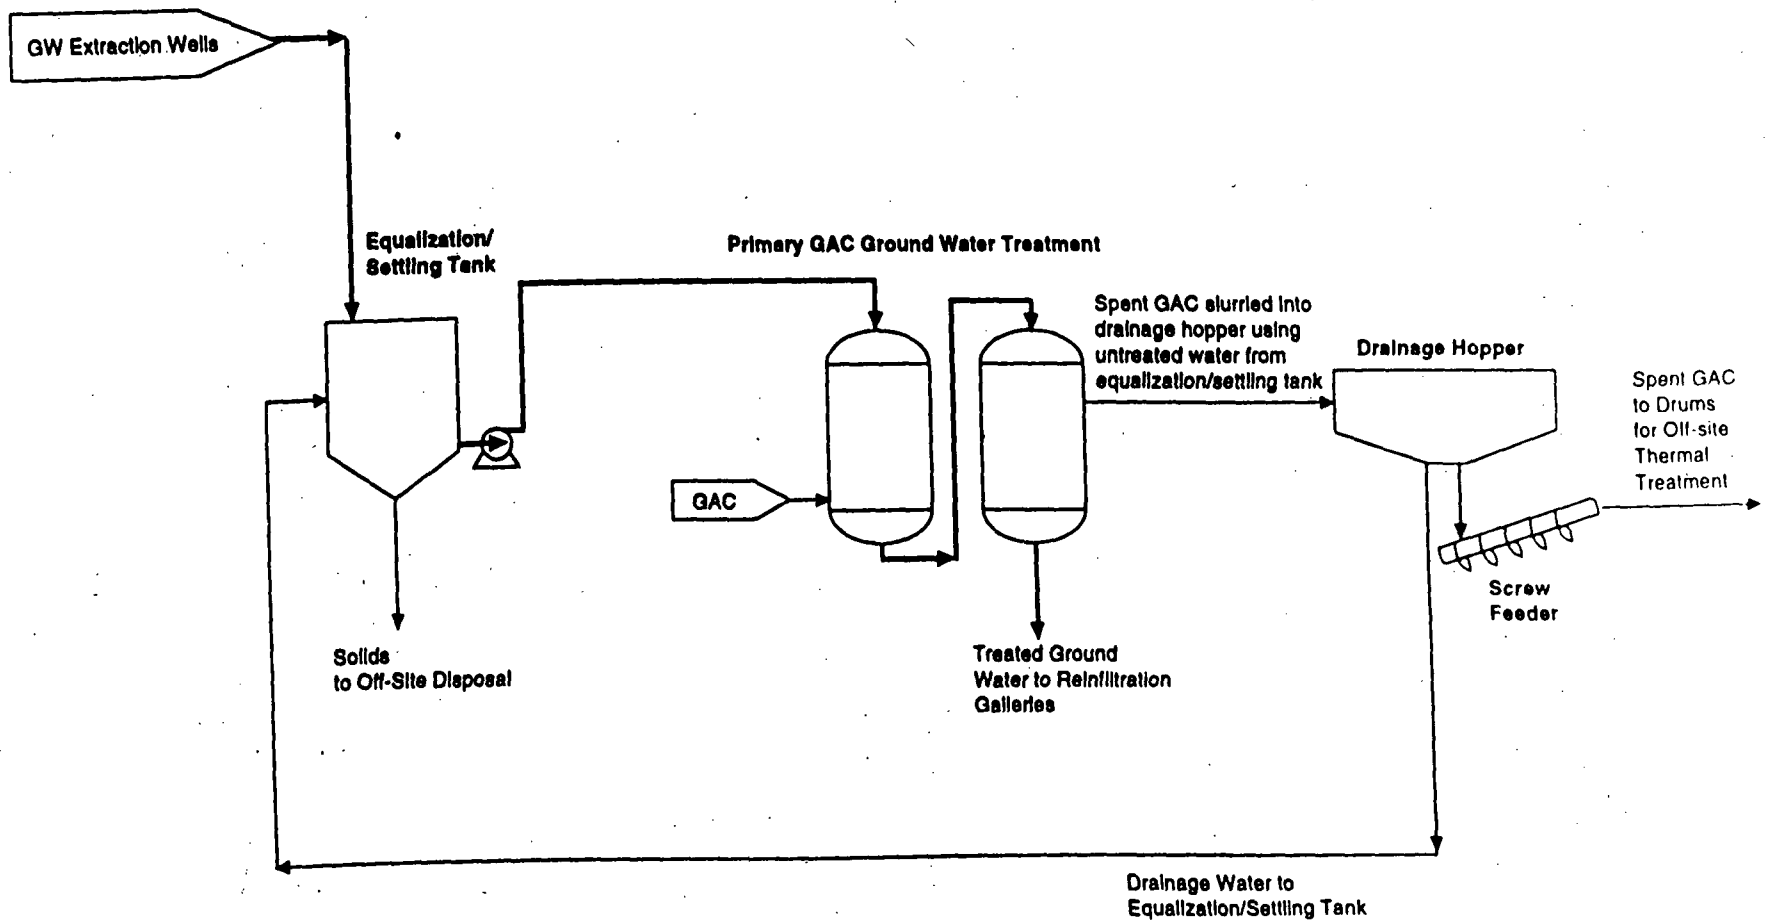 GW Extraction Wells
Equalization/
Settling Tank
Primary GAC Ground Water Treatment
Spent GAC slurried into
drainage hopper using
untreated water from
equalization/settling tank
Drainage Hopper
Spent GAC
to Drums
for Off-site
Thermal
Treatment
GAC
Screw
Feeder
Solids
to Off-Site Disposal
Treated Ground
Water to Reinfiltration
Galleries
Drainage Water to
Equalization/Settling Tank